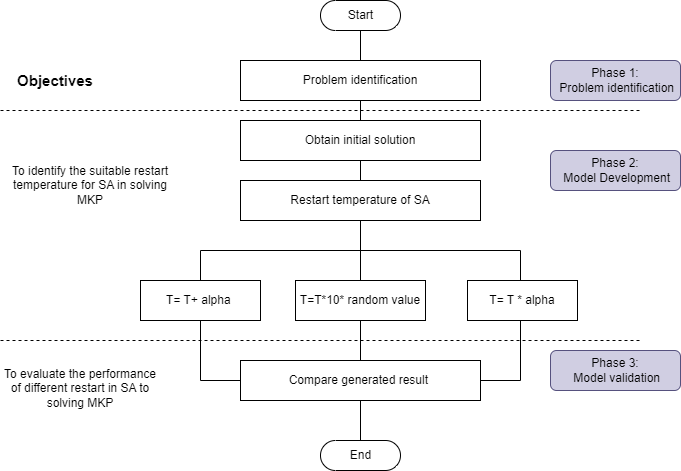 Start
Objectives
Problem identification
Phase 1:
Problem identification
Obtain initial solution
To identify the suitable restart
temperature for SA in solving
MKP
Phase 2:
Model Development
Restart temperature of SA
T= T+ alpha
T=T*10* random value
T= T * alpha
To evaluate the performance
of different restart in SA to
solving MKP
Compare generated result
Phase 3:
Model validation
End